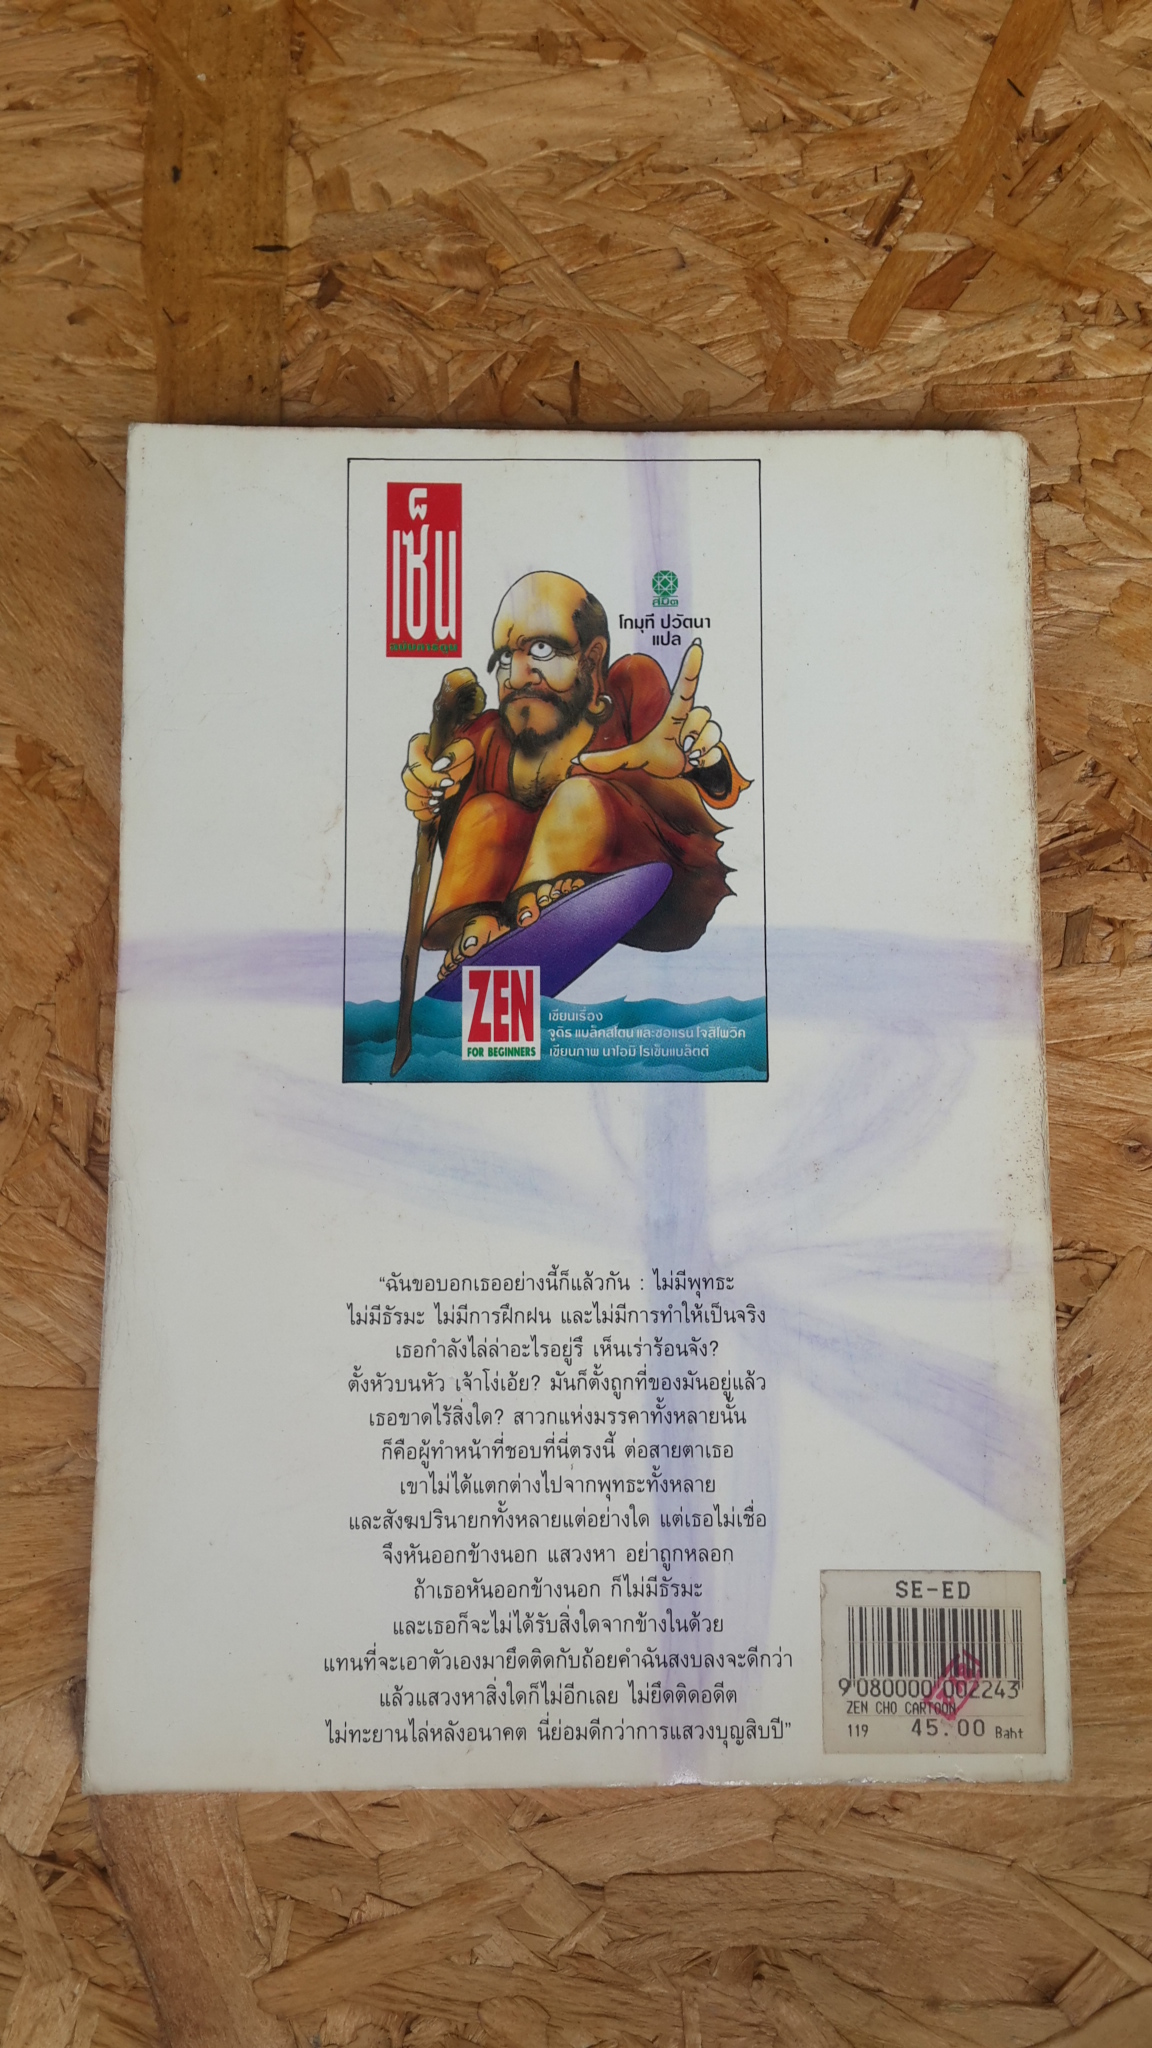 เซ็น
ฉบับการ์ตูน
สมิต
โกมุที ปวัตนา
แปล
ZEN
FOR BEGINNERS
เขียนเรื่อง
จูดิธ แบล็คสโตน และซอแรน โจสิโพวิค
เขียนภาพ นาโอมิ โรเซ็นแบล็ตต์
“ฉันขอบอกเธออย่างนี้ก็แล้วกัน : ไม่มีพุทธะ
ไม่มีธัรมะ ไม่มีการฝึกฝน และไม่มีการทำให้เป็นจริง
เธอกำลังไล่ล่าอะไรอยู่รึ เห็นเร่าร้อนจัง?
ตั้งหัวบนหัว เจ้าโง่เอ้ย? มันก็ตั้งถูกที่ของมันอยู่แล้ว
เธอขาดไร้สิ่งใด? สาวกแห่งมรรคาทั้งหลายนั้น
ก็คือผู้ทำหน้าที่ชอบที่นี่ตรงนี้ ต่อสายตาเธอ
เขาไม่ได้แตกต่างไปจากพุทธะทั้งหลาย
และสังฆปรินายกทั้งหลายแต่อย่างใด แต่เธอไม่เชื่อ
จึงหันออกข้างนอก แสวงหา อย่าถูกหลอก
ถ้าเธอหันออกข้างนอก ก็ไม่มีธัรมะ
และเธอก็จะไม่ได้รับสิ่งใดจากข้างในด้วย
แทนที่จะเอาตัวเองมายึดติดกับถ้อยคำฉันสงบลงจะดีกว่า
แล้วแสวงหาสิ่งใดก็ไม่อีกเลย ไม่ยึดติดอดีต
ไม่ทะยานไล่หลังอนาคต นี่ย่อมดีกว่าการแสวงบุญสิบปี”
SE-ED
9 080000 002243
ZEN CHO CARTOON
119 45.00 Baht